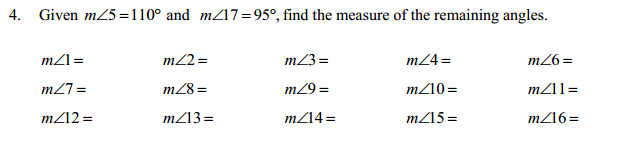 4. Given m∠5=110° and m∠17=95°, find the measure of the remaining angles.
m∠1= m∠2= m∠3= m∠4= m∠6=
m∠7= m∠8= m∠9= m∠10= m∠11=
m∠12= m∠13= m∠14= m∠15= m∠16=